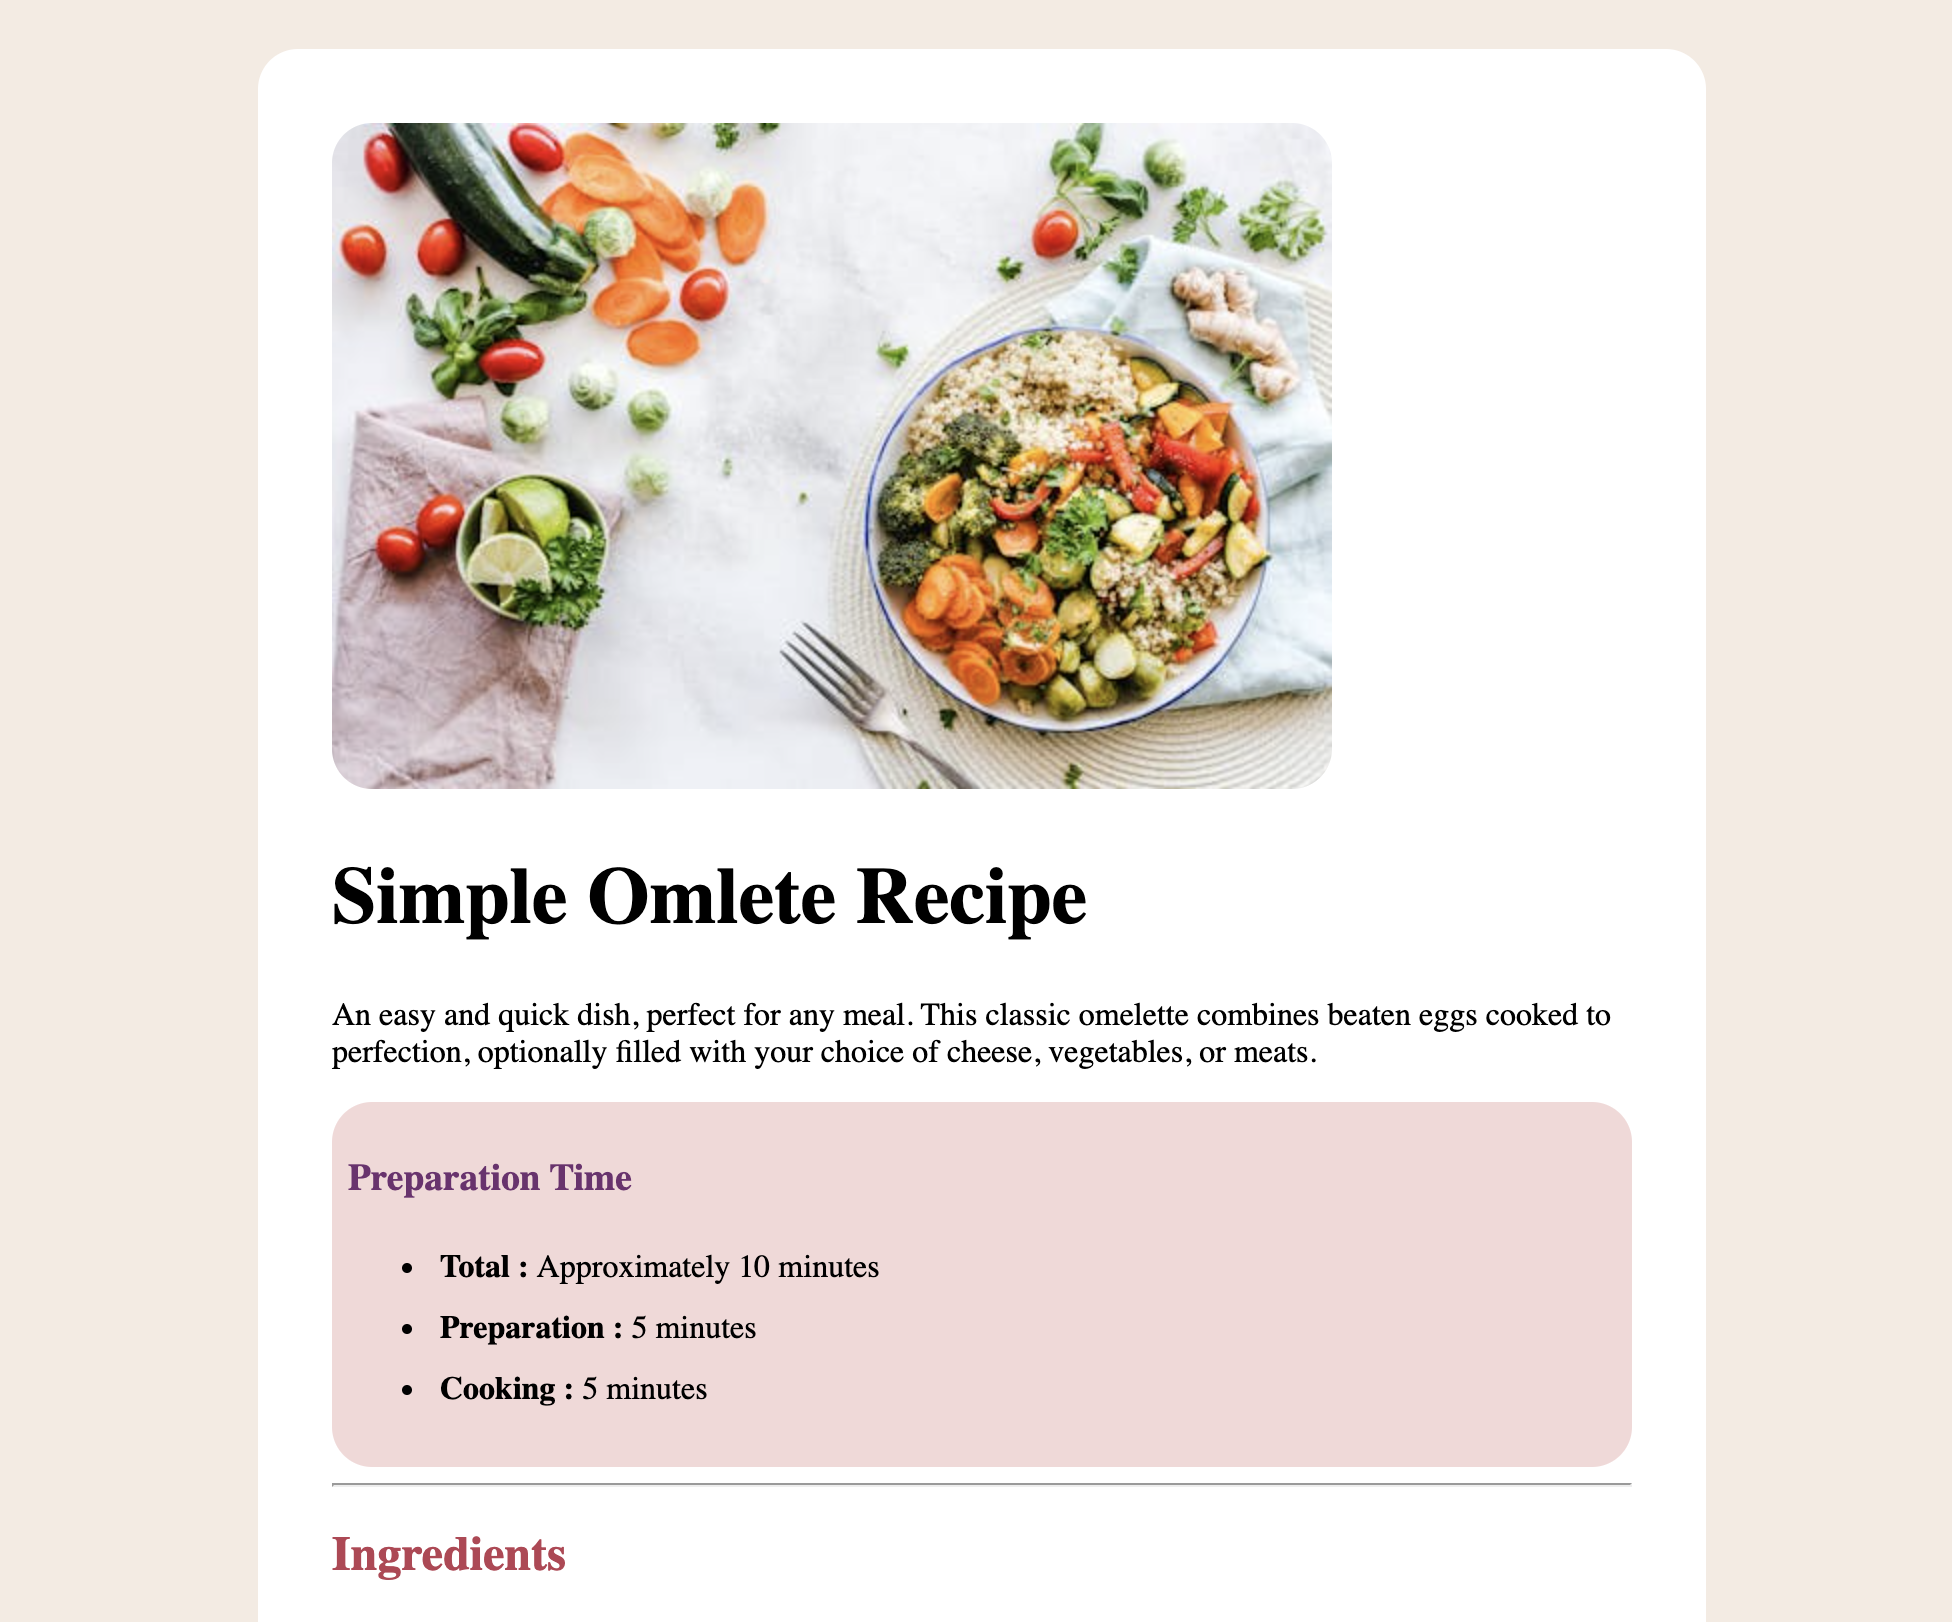 Simple Omlete Recipe
An easy and quick dish, perfect for any meal. This classic omelette combines beaten eggs cooked to
perfection, optionally filled with your choice of cheese, vegetables, or meats.
Preparation Time
• Total : Approximately 10 minutes
• Preparation : 5 minutes
• Cooking : 5 minutes
Ingredients